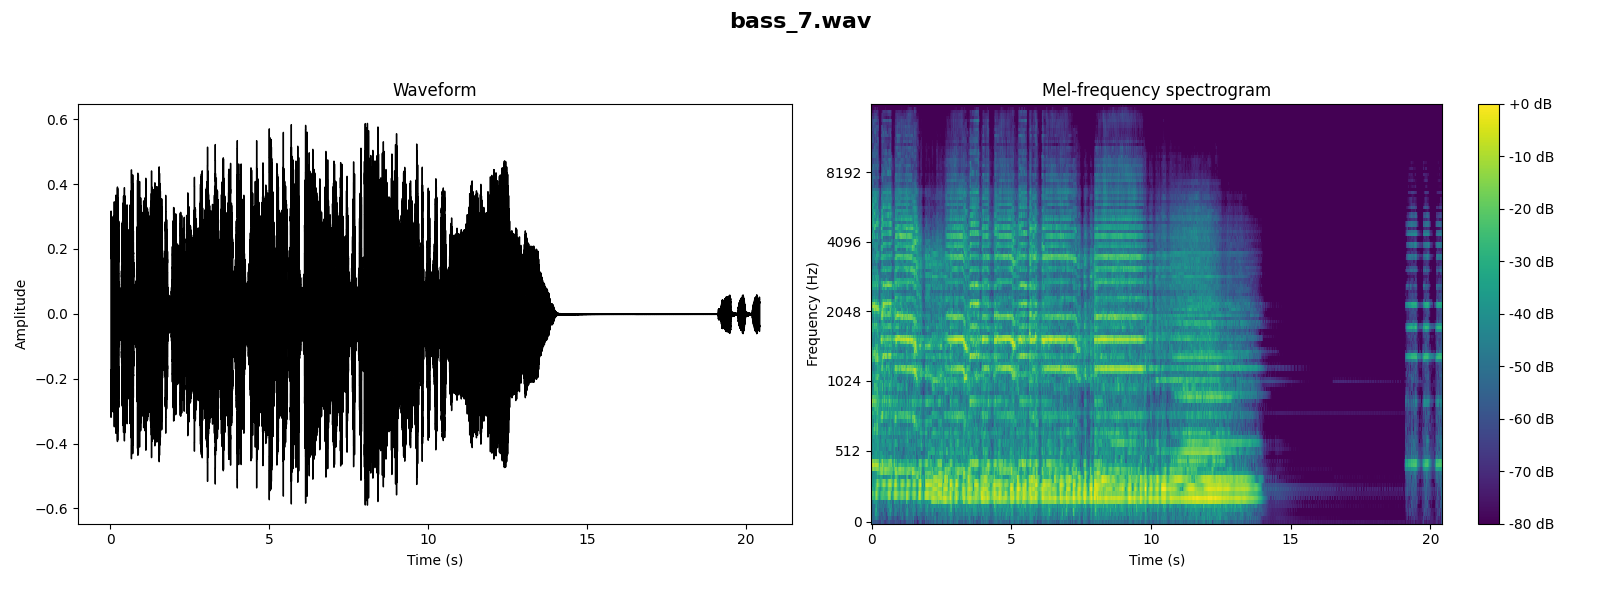 bass_7.wav
Waveform
Mel-frequency spectrogram
+0 dB
0.6
8192
-10 dB
0.4
-20 dB
4096
0.2
-30 dB
Amplitude
0.0
Frequency (Hz)
2048
-40 dB
-50 dB
−0.2
1024
-60 dB
−0.4
512
-70 dB
−0.6
0
-80 dB
0 5 10 15 20
0 5 10 15 20
Time (s)
Time (s)